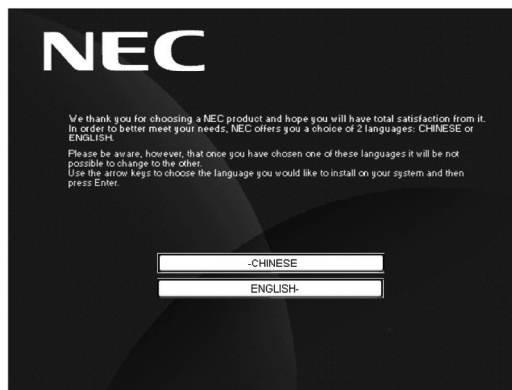 NEC
We thank you for choosing a NEC product and hope you will have total satisfaction from it.
In order to better meet your needs, NEC offers you a choice of 2 languages: CHINESE or
ENGLISH.
Please be aware, however, that once you have chosen one of these languages it will be not
possible to change to the other.
Use the arrow keys to choose the language you would like to install on your system and then
press Enter.
-CHINESE
ENGLISH-